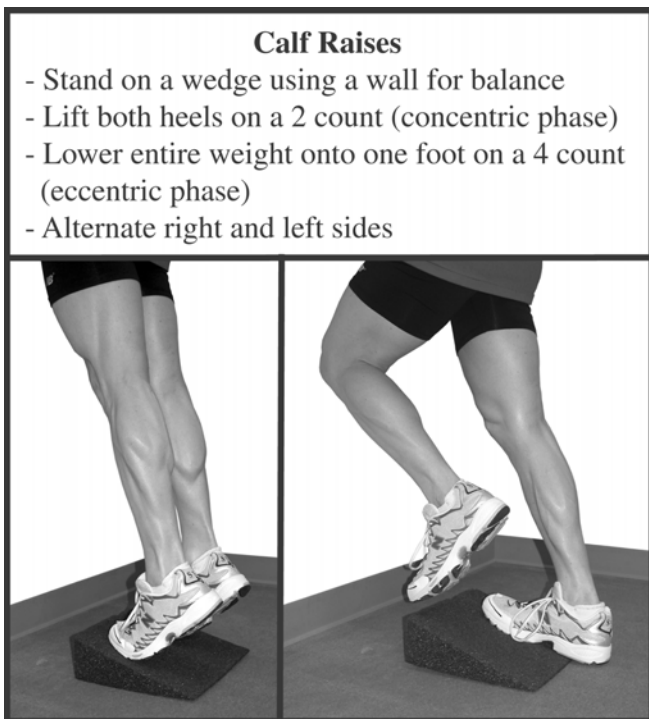 Calf Raises
- Stand on a wedge using a wall for balance
- Lift both heels on a 2 count (concentric phase)
- Lower entire weight onto one foot on a 4 count
(eccentric phase)
- Alternate right and left sides